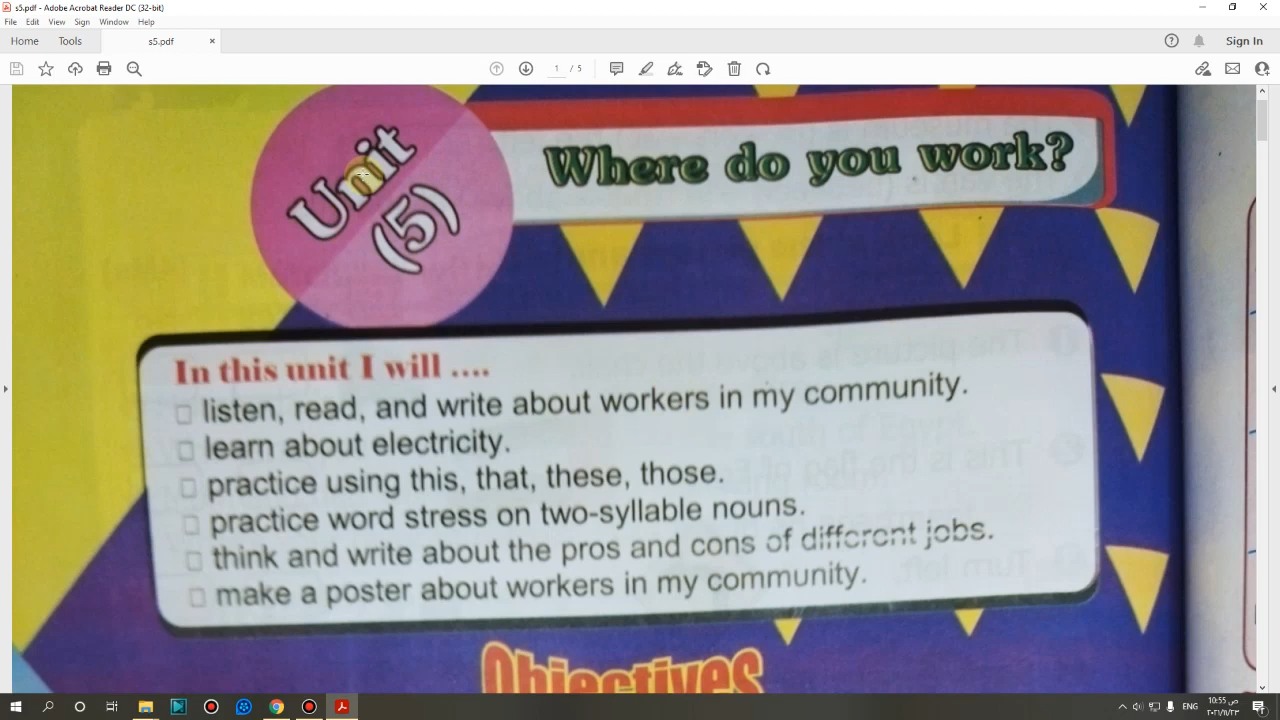 s5.pdf - Adobe Acrobat Reader DC (32-bit)
File Edit View Sign Window Help
Home Tools s5.pdf × Sign In
1 / 5
Unit
(5)
Where do you work?
In this unit I will ....
listen, read, and write about workers in my community.
learn about electricity.
practice using this, that, these, those.
practice word stress on two-syllable nouns.
think and write about the pros and cons of different jobs.
make a poster about workers in my community.
Objectives
ENG
10:55 ص